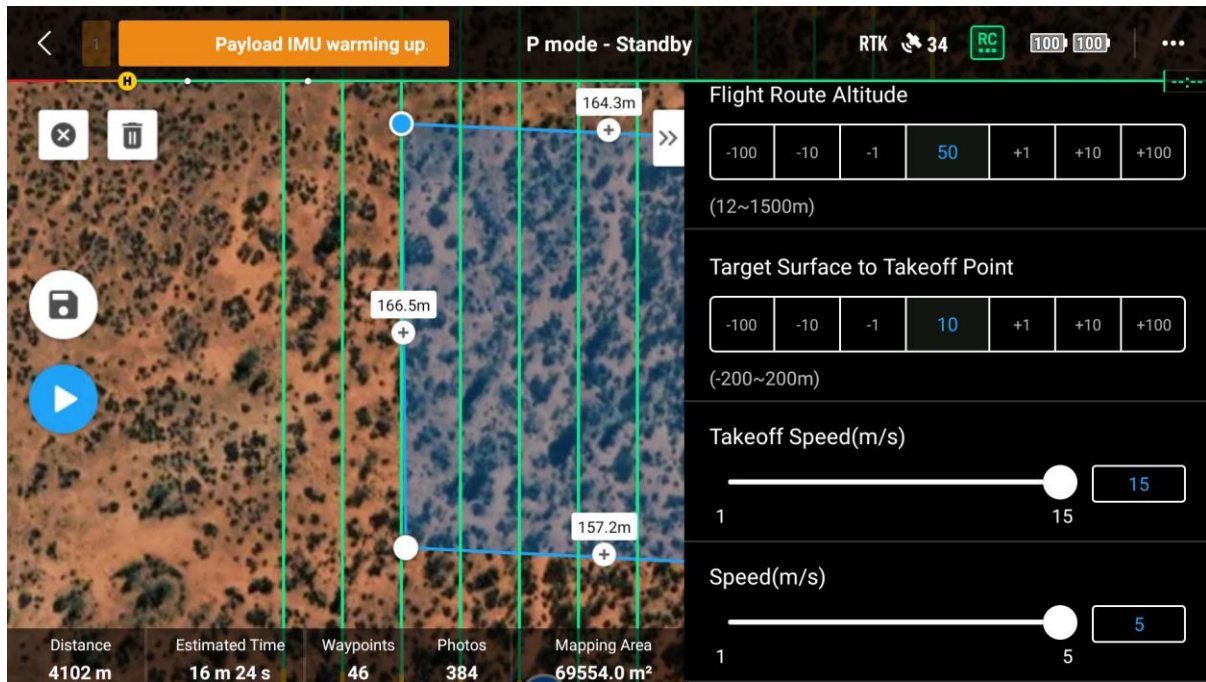 1
Payload IMU warming up.
P mode - Standby
RTK
34
RC
100 100
H
--:--
164.3m
166.5m
157.2m
Flight Route Altitude
-100 -10 -1 50 +1 +10 +100
(12~1500m)
Target Surface to Takeoff Point
-100 -10 -1 10 +1 +10 +100
(-200~200m)
Takeoff Speed(m/s)
15
1 15
Speed(m/s)
5
1 5
Distance Estimated Time Waypoints Photos Mapping Area
4102 m 16 m 24 s 46 384 69554.0 m²